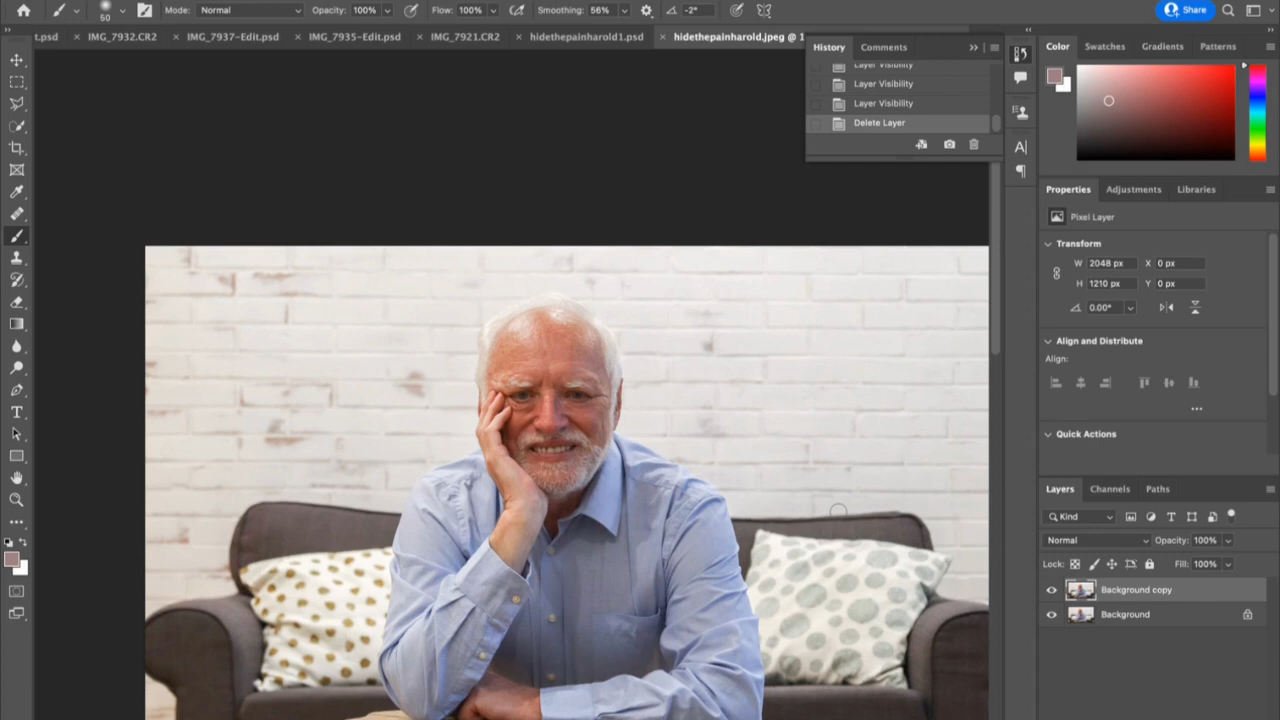 Mode: Normal Opacity: 100% Flow: 100% Smoothing: 56% -2° Share
50
t.psd × IMG_7932.CR2 × IMG_7937-Edit.psd × IMG_7935-Edit.psd × IMG_7921.CR2 × hidethepainharold1.psd × hidethepainharold.jpeg @ 1
History Comments
Layer Visibility
Layer Visibility
Layer Visibility
Delete Layer
Color Swatches Gradients Patterns
Properties Adjustments Libraries
Pixel Layer
Transform
W 2048 px X 0 px
H 1210 px Y 0 px
0.00°
Align and Distribute
Align:
Quick Actions
Layers Channels Paths
Kind
Normal Opacity: 100%
Lock: Fill: 100%
Background copy
Background